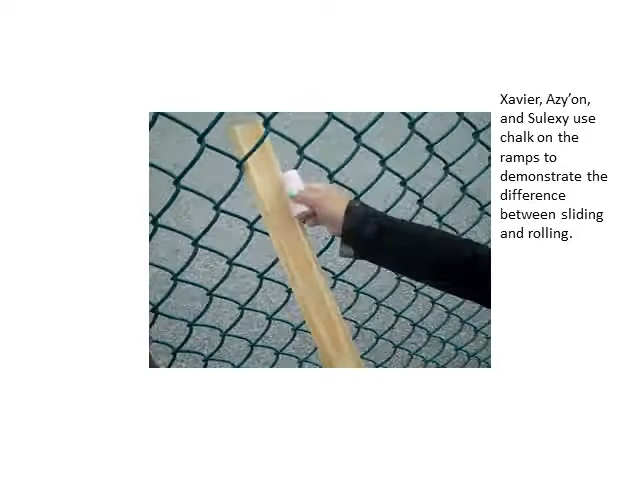 Xavier, Azy’on,
and Sulexy use
chalk on the
ramps to
demonstrate the
difference
between sliding
and rolling.